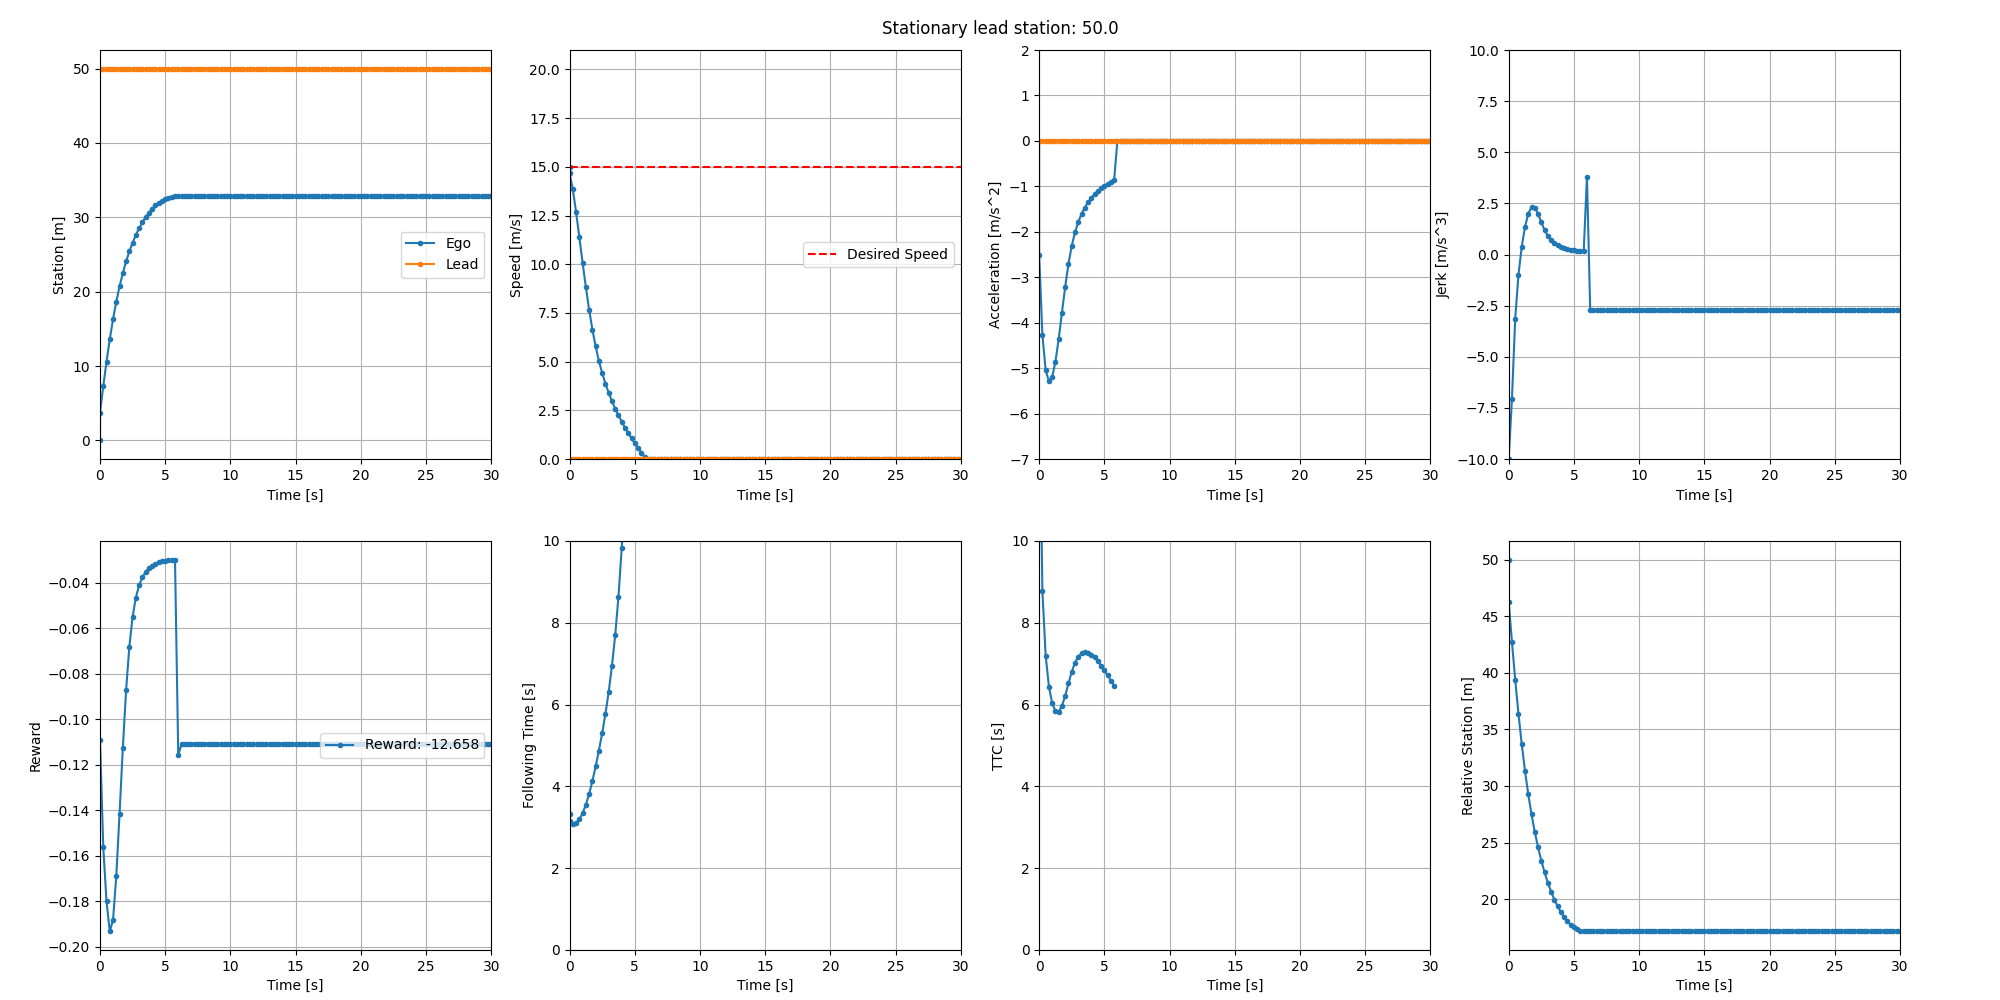 Stationary lead station: 50.0
Station [m]
50
40
30
20
10
0
Ego
Lead
0 5 10 15 20 25 30
Time [s]
Speed [m/s]
20.0
17.5
15.0
12.5
10.0
7.5
5.0
2.5
0.0
Desired Speed
0 5 10 15 20 25 30
Time [s]
Acceleration [m/s^2]
2
1
0
−1
−2
−3
−4
−5
−6
−7
0 5 10 15 20 25 30
Time [s]
Jerk [m/s^3]
10.0
7.5
5.0
2.5
0.0
−2.5
−5.0
−7.5
−10.0
0 5 10 15 20 25 30
Time [s]
Reward
−0.04
−0.06
−0.08
−0.10
−0.12
−0.14
−0.16
−0.18
−0.20
Reward: -12.658
0 5 10 15 20 25 30
Time [s]
Following Time [s]
10
8
6
4
2
0
0 5 10 15 20 25 30
Time [s]
TTC [s]
10
8
6
4
2
0
0 5 10 15 20 25 30
Time [s]
Relative Station [m]
50
45
40
35
30
25
20
0 5 10 15 20 25 30
Time [s]